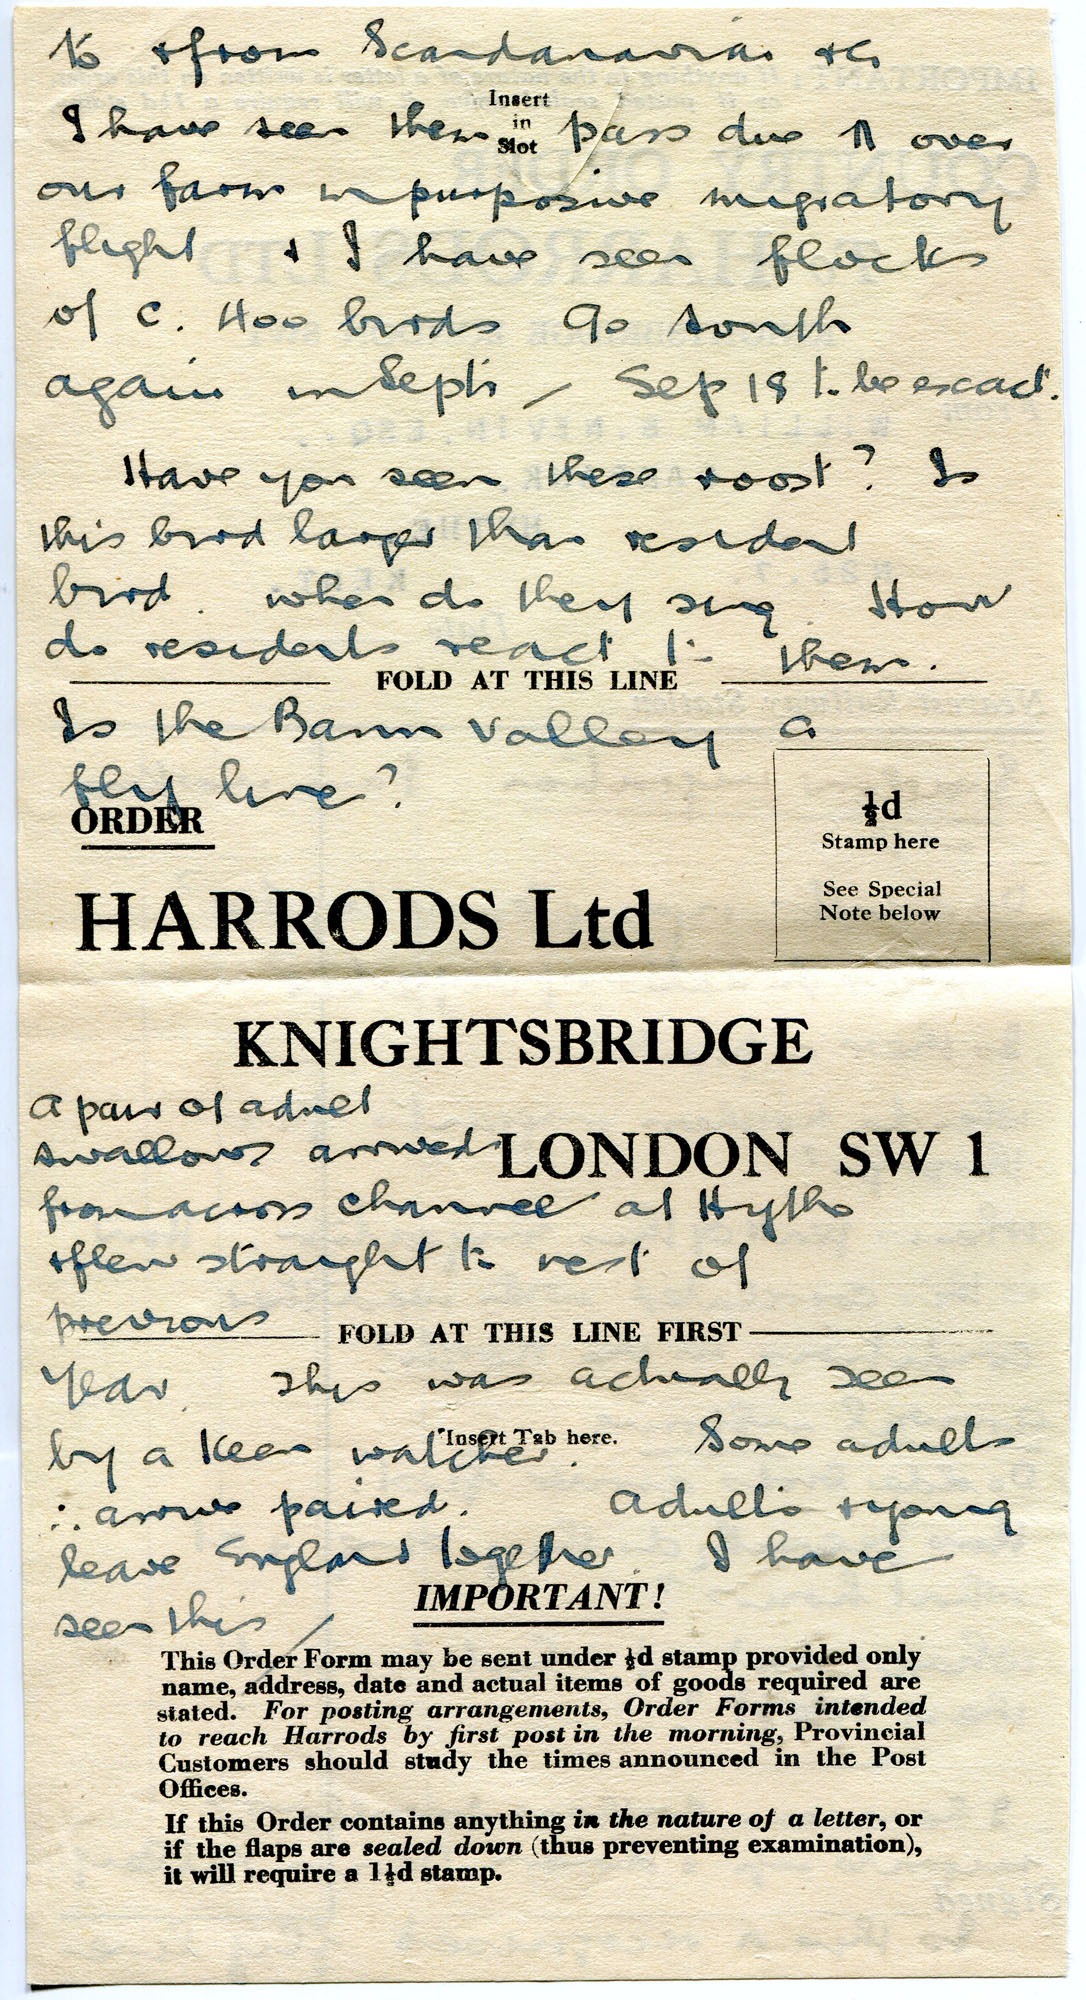 to & from Scandanavia &c
Insert
in
Slot
I have seen them pass due N over
our farm in purposive migratory
flight & I have seen flocks
of C. Hoo birds go south
again in Septr / Sep 18 to be exact.
Have you seen these roost? Is
this bird larger than resident
bird. when do they sing. How
do residents react to them.
FOLD AT THIS LINE
Is the Bann Valley a
fly line?
ORDER
½d
Stamp here
See Special
Note below
HARRODS Ltd
KNIGHTSBRIDGE
LONDON SW 1
A pair of adult
swallows arrived
from across channel at Hythe
& flew straight to nest of
previous
FOLD AT THIS LINE FIRST
year. This was actually seen
Insert Tab here.
by a keen watcher. Some adults
∴ arrive paired. Adults & young
leave England together. I have
seen this /
IMPORTANT!
This Order Form may be sent under ½d stamp provided only
name, address, date and actual items of goods required are
stated. For posting arrangements, Order Forms intended
to reach Harrods by first post in the morning, Provincial
Customers should study the times announced in the Post
Offices.
If this Order contains anything in the nature of a letter, or
if the flaps are sealed down (thus preventing examination),
it will require a 1½d stamp.